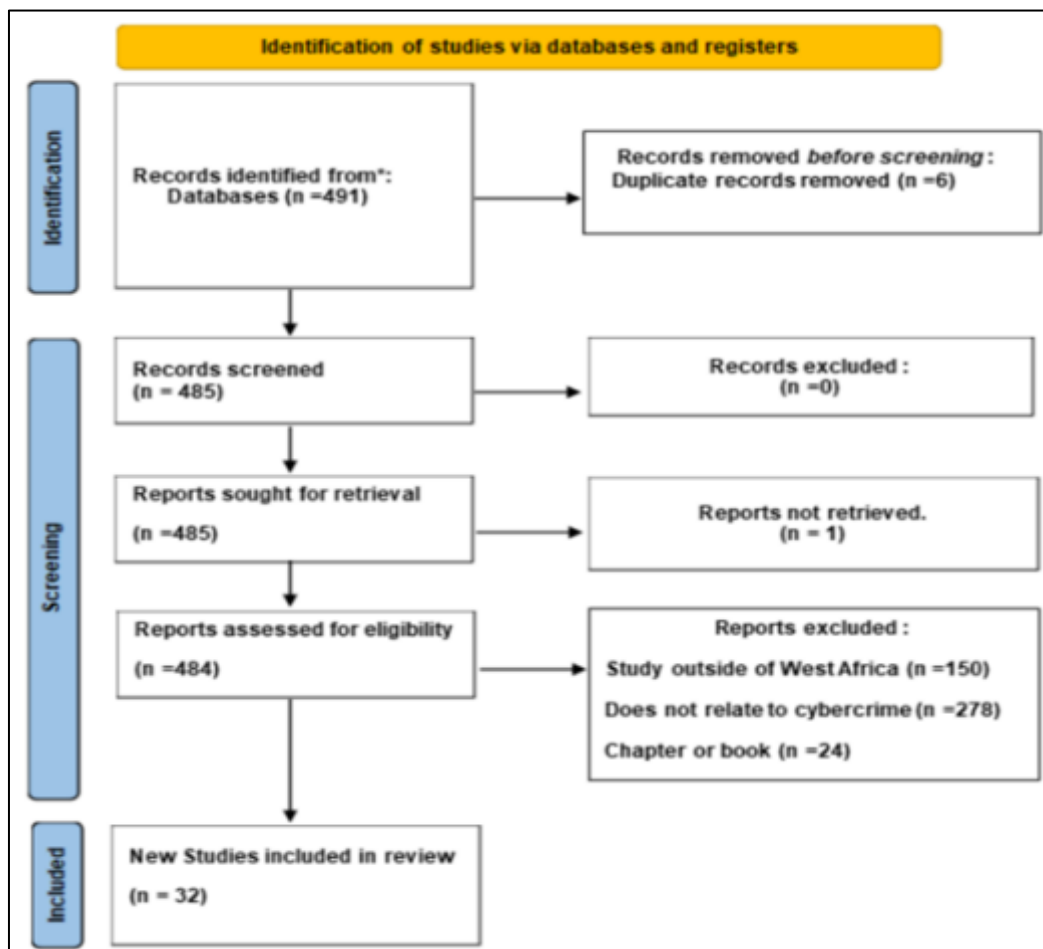 Identification of studies via databases and registers
Identification
Records identified from*:
Databases (n =491)
Records removed before screening :
Duplicate records removed (n =6)
Screening
Records screened
(n = 485)
Records excluded :
(n =0)
Reports sought for retrieval
(n =485)
Reports not retrieved.
(n = 1)
Reports assessed for eligibility
(n =484)
Reports excluded :
Study outside of West Africa (n =150)
Does not relate to cybercrime (n =278)
Chapter or book (n =24)
Included
New Studies included in review
(n = 32)